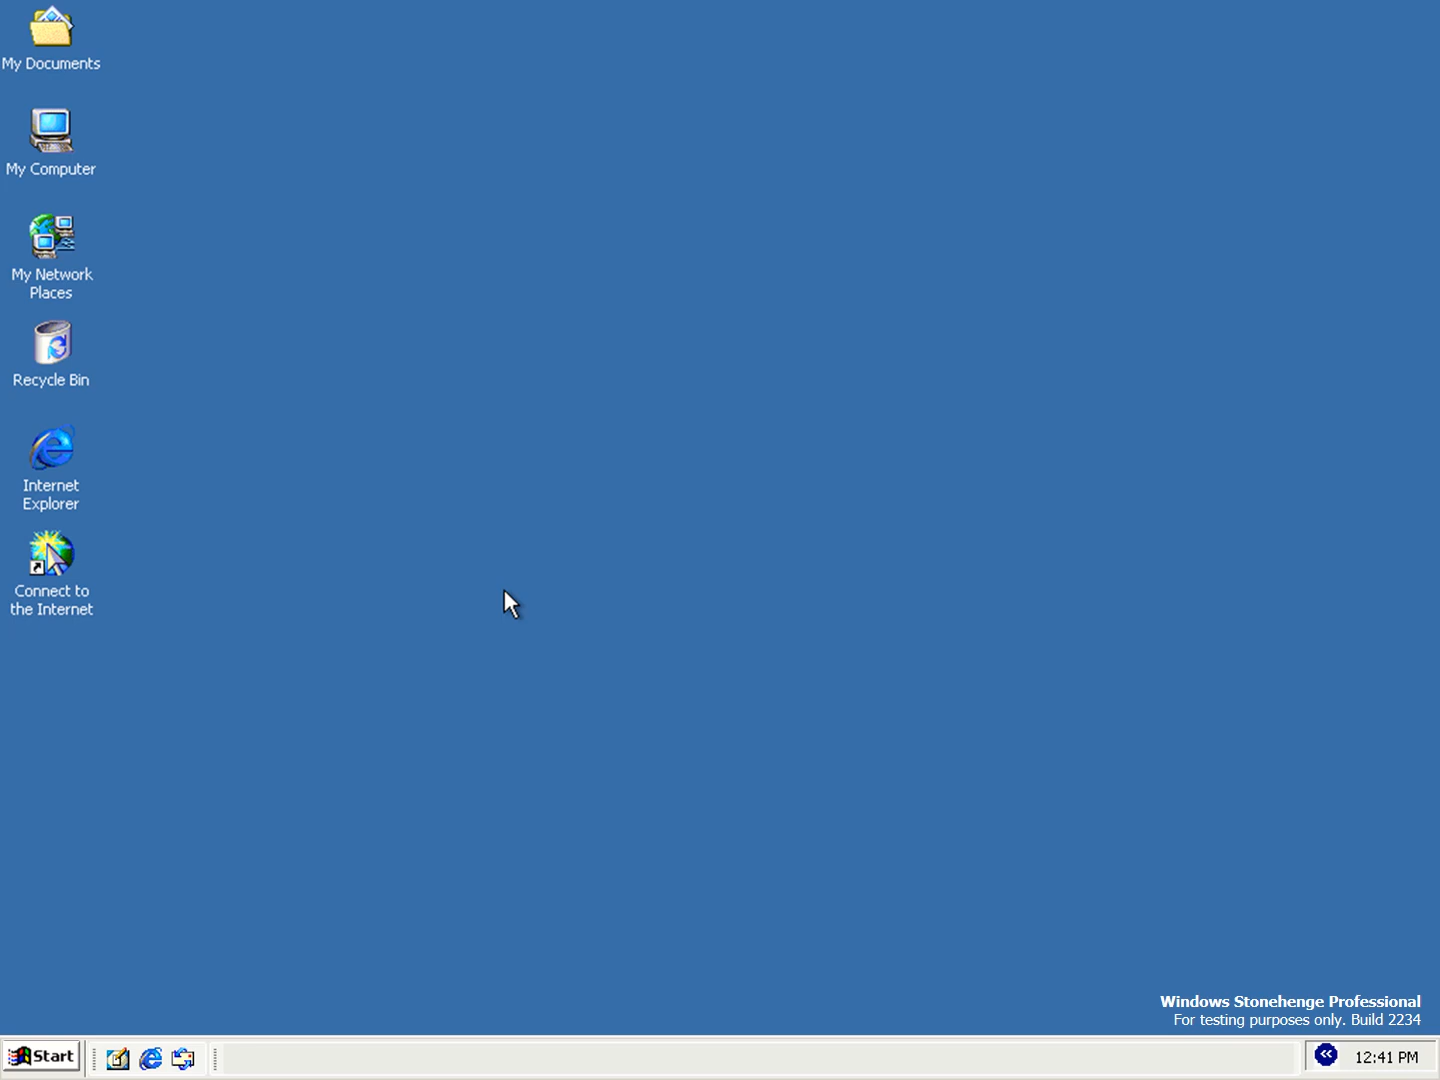 My Documents
My Computer
My Network
Places
Recycle Bin
Internet
Explorer
Connect to
the Internet
Windows Stonehenge Professional
For testing purposes only. Build 2234
Start
12:41 PM